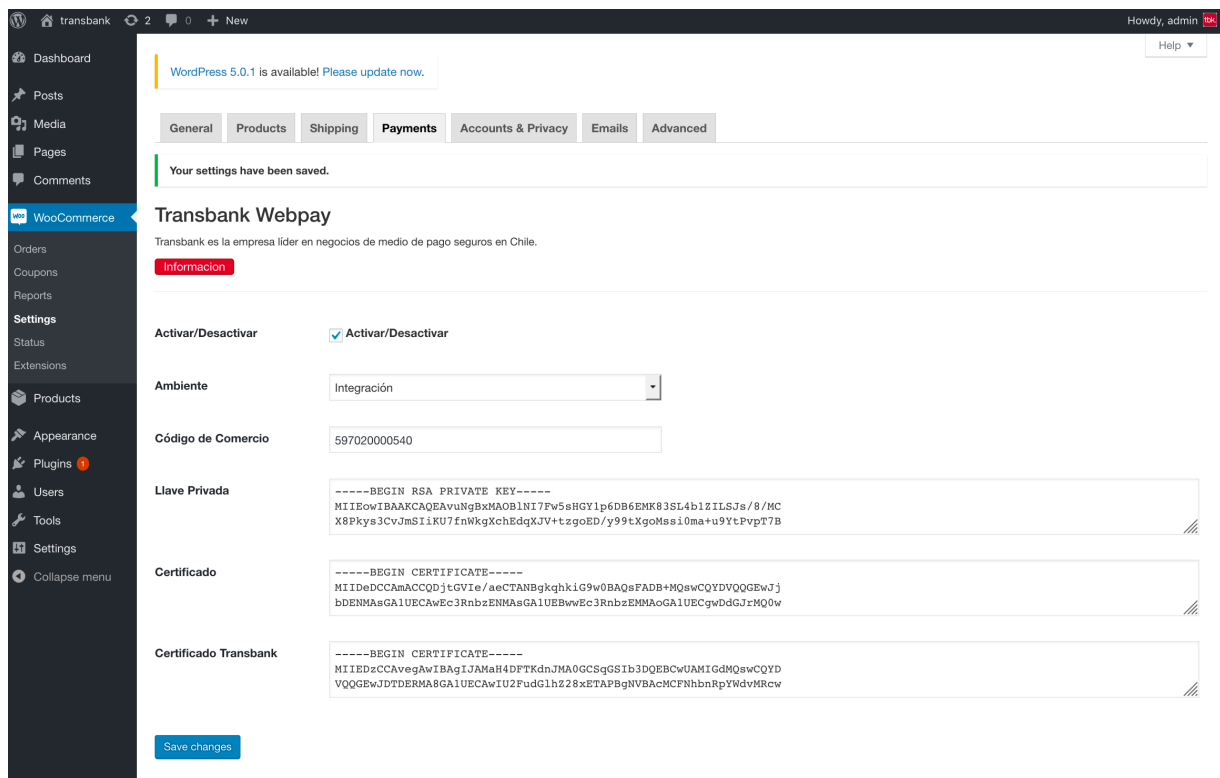 transbank 2 0 + New Howdy, admin tbk
Help ▼
Dashboard
Posts
Media
Pages
Comments
WooCommerce
Orders
Coupons
Reports
Settings
Status
Extensions
Products
Appearance
Plugins 1
Users
Tools
Settings
Collapse menu
WordPress 5.0.1 is available! Please update now.
General Products Shipping Payments Accounts & Privacy Emails Advanced
Your settings have been saved.
Transbank Webpay
Transbank es la empresa líder en negocios de medio de pago seguros en Chile.
Informacion
Activar/Desactivar Activar/Desactivar
Ambiente Integración
Código de Comercio 597020000540
Llave Privada -----BEGIN RSA PRIVATE KEY-----
MIIEowIBAAKCAQEAvuNgBxMAOBlNI7Fw5sHGY1p6DB6EMK83SL4b1ZILSJs/8/MC
X8Pkys3CvJmSIiKU7fnWkgXchEdqXJV+tzgoED/y99tXgoMssi0ma+u9YtPvpT7B
Certificado -----BEGIN CERTIFICATE-----
MIIDeDCCAmACCQDjtGVIe/aeCTANBgkqhkiG9w0BAQsFADB+MQswCQYDVQQGEwJj
bDENMAsGA1UECAwEc3RnbzENMAsGA1UEBwwEc3RnbzEMMAoGA1UECgwDdGJrMQ0w
Certificado Transbank -----BEGIN CERTIFICATE-----
MIIEDzCCAvegAwIBAgIJAMaH4DFTKdnJMA0GCSqGSIb3DQEBCwUAMIGdMQswCQYD
VQQGEwJDTDERMA8GA1UECAwIU2FudGlhZ28xETAPBgNVBAcMCFNhbnRpYWdvMRcw
Save changes